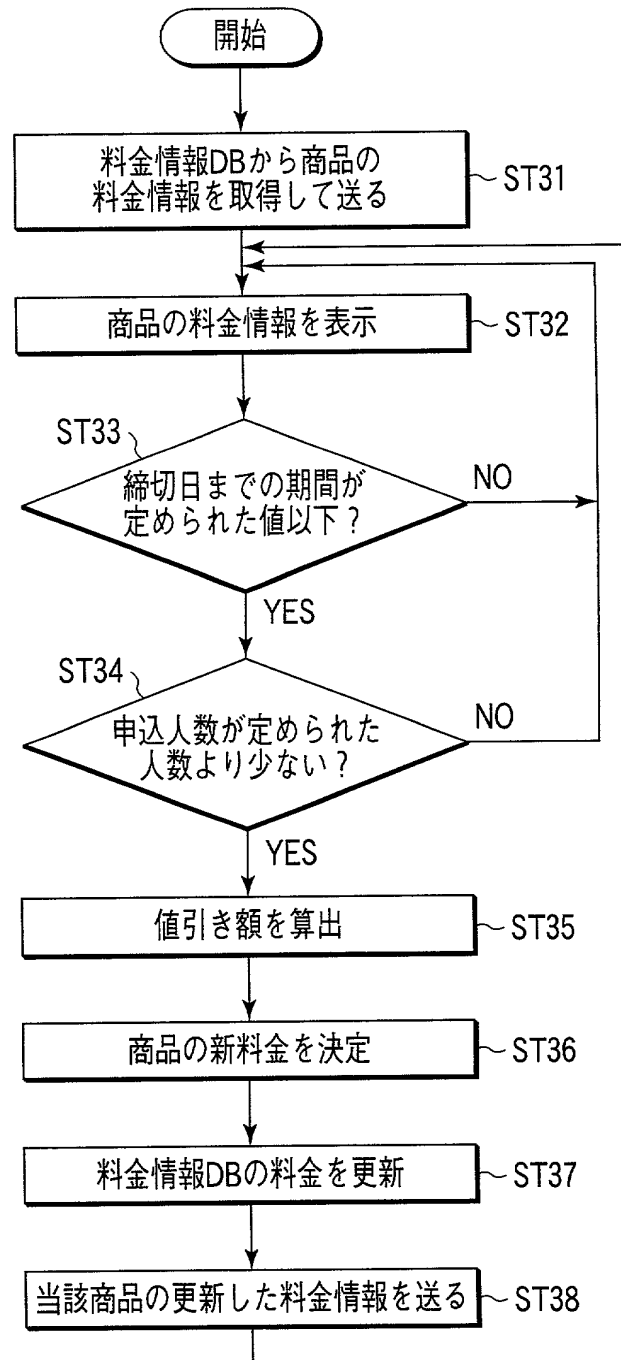 開始
料金情報DBから商品の
料金情報を取得して送る
ST31
商品の料金情報を表示
ST32
ST33
締切日までの期間が
定められた値以下？
NO
YES
ST34
申込人数が定められた
人数より少ない？
NO
YES
値引き額を算出
ST35
商品の新料金を決定
ST36
料金情報DBの料金を更新
ST37
当該商品の更新した料金情報を送る
ST38